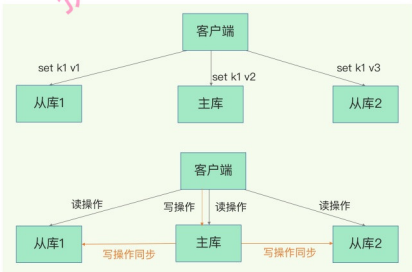 客户端
set k1 v1
set k1 v2
set k1 v3
从库1
主库
从库2
客户端
读操作
写操作
读操作
读操作
从库1
写操作同步
主库
写操作同步
从库2